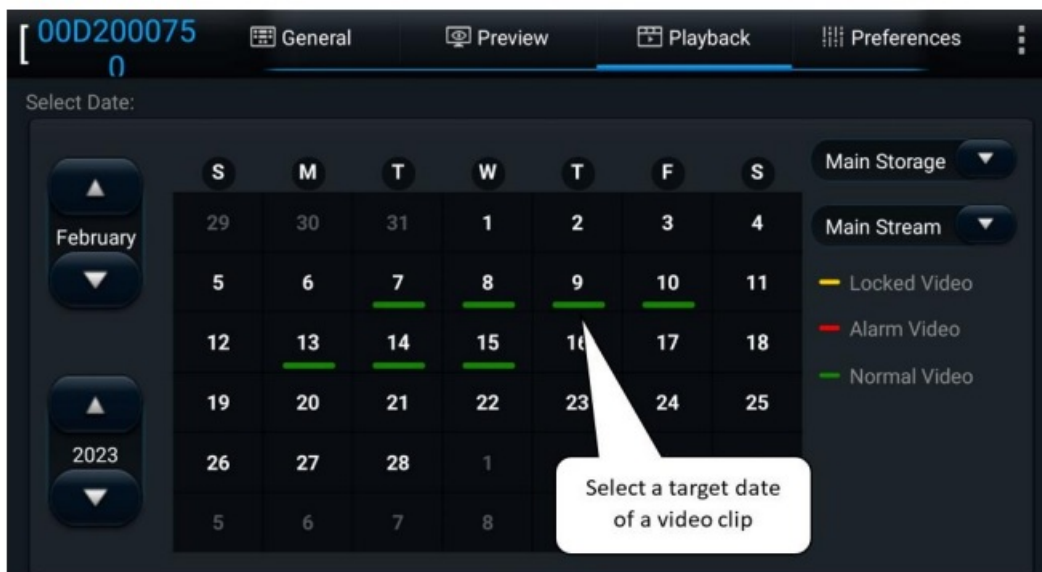 [ 00D200075
0
General
Preview
Playback
Preferences
Select Date:
S M T W T F S
29 30 31 1 2 3 4
5 6 7 8 9 10 11
12 13 14 15 16 17 18
19 20 21 22 23 24 25
26 27 28 1
5 6 7 8
February
2023
Main Storage
Main Stream
Locked Video
Alarm Video
Normal Video
Select a target date
of a video clip